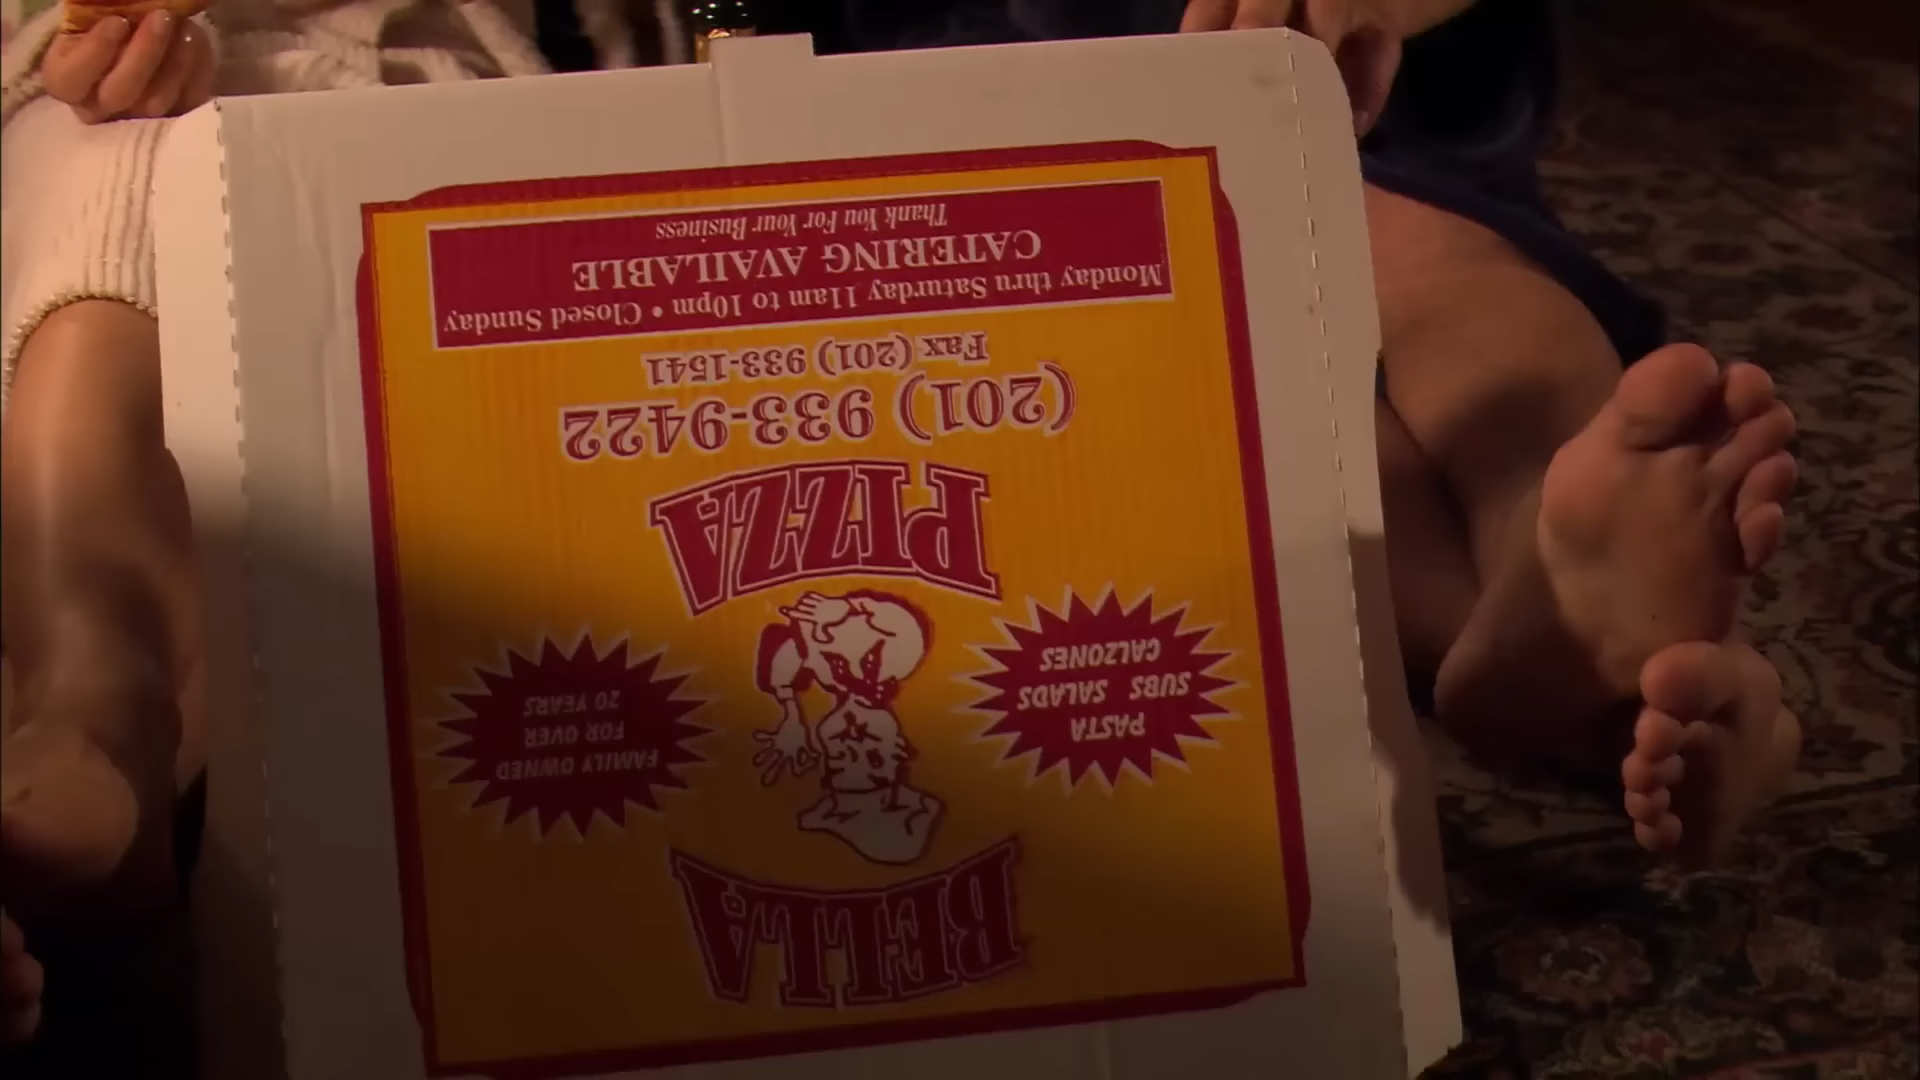 BELLA
PASTA
SUBS SALADS
CALZONES
FAMILY OWNED
FOR OVER
20 YEARS
PIZZA
(201) 933-9422
Fax (201) 933-1541
Monday thru Saturday 11am to 10pm • Closed Sunday
CATERING AVAILABLE
Thank You For Your Business